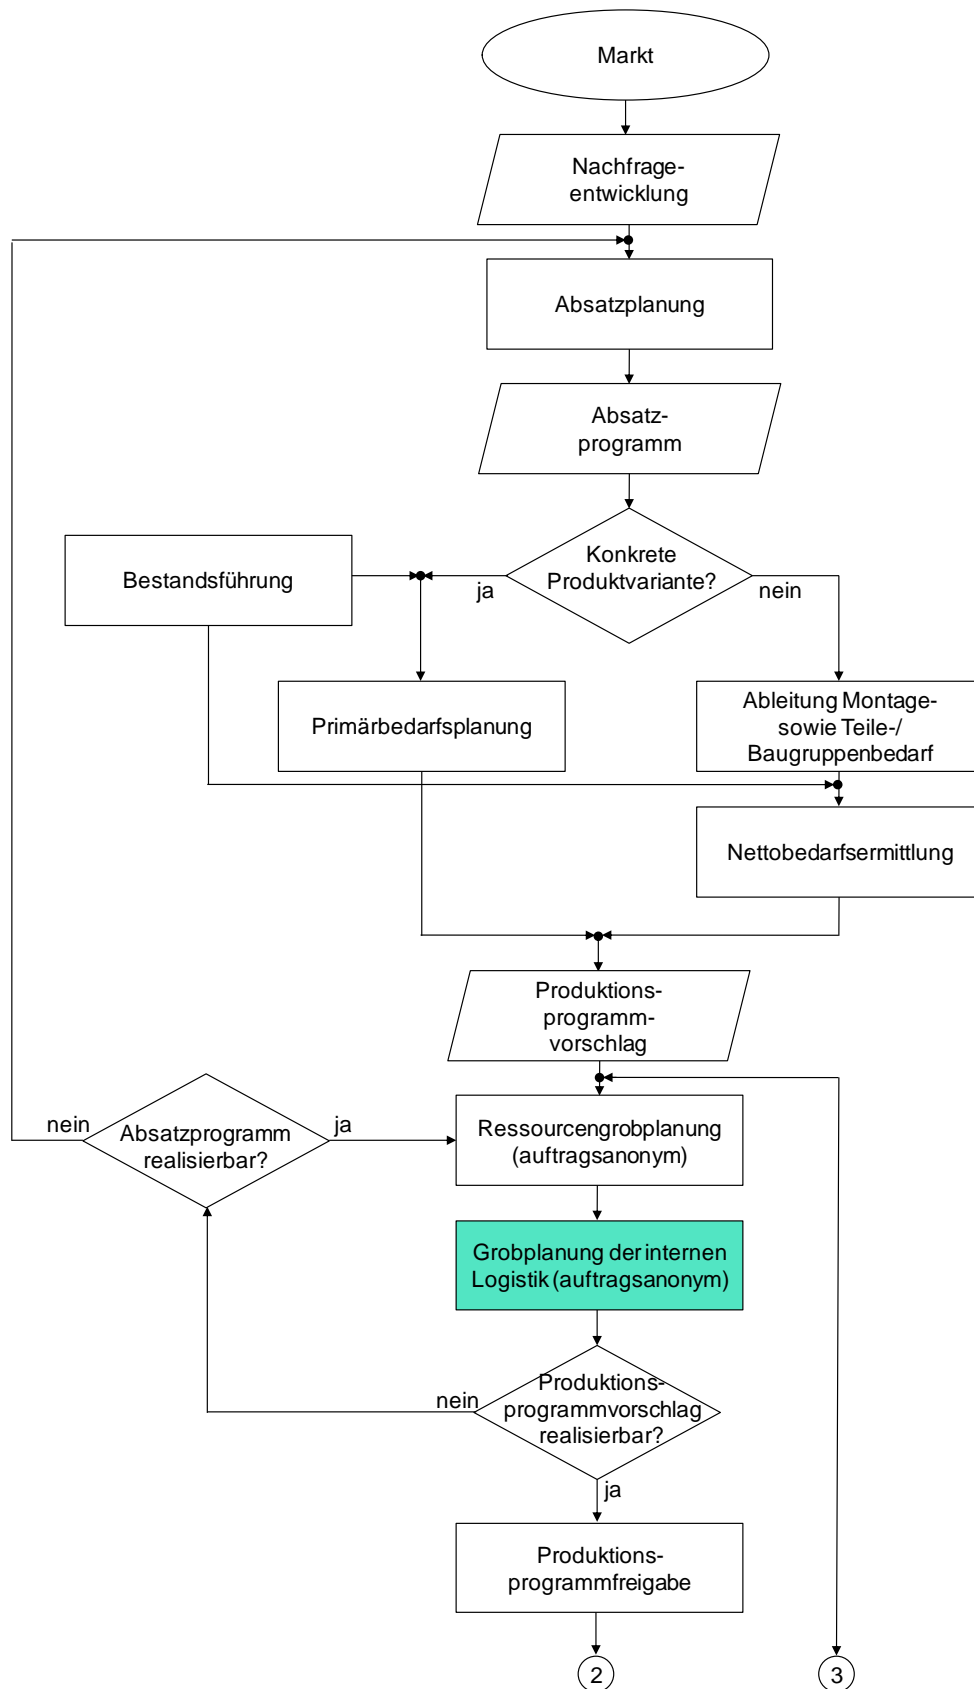 Markt
Nachfrage-
entwicklung
Absatzplanung
Absatz-
programm
Konkrete
Produktvariante?
ja
nein
Bestandsführung
Primärbedarfsplanung
Ableitung Montage-
sowie Teile-/
Baugruppenbedarf
Nettobedarfsermittlung
Produktions-
programm-
vorschlag
nein
Absatzprogramm
realisierbar?
ja
Ressourcengrobplanung
(auftragsanonym)
Grobplanung der internen
Logistik (auftragsanonym)
nein
Produktions-
programmvorschlag
realisierbar?
ja
Produktions-
programmfreigabe
2
3